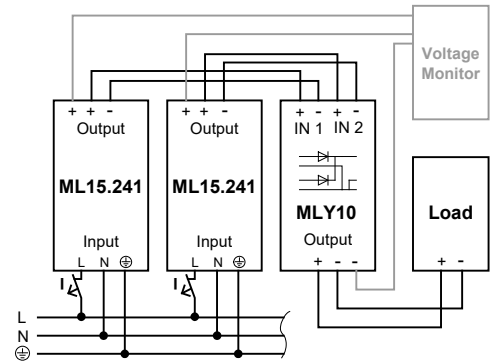 Voltage
Monitor
+ + -
+ + -
+ - + -
Output
Output
IN 1 IN 2
ML15.241
ML15.241
MLY10
Load
Input
Input
Output
L N
L N
+ - -
+ -
I
I
L
N